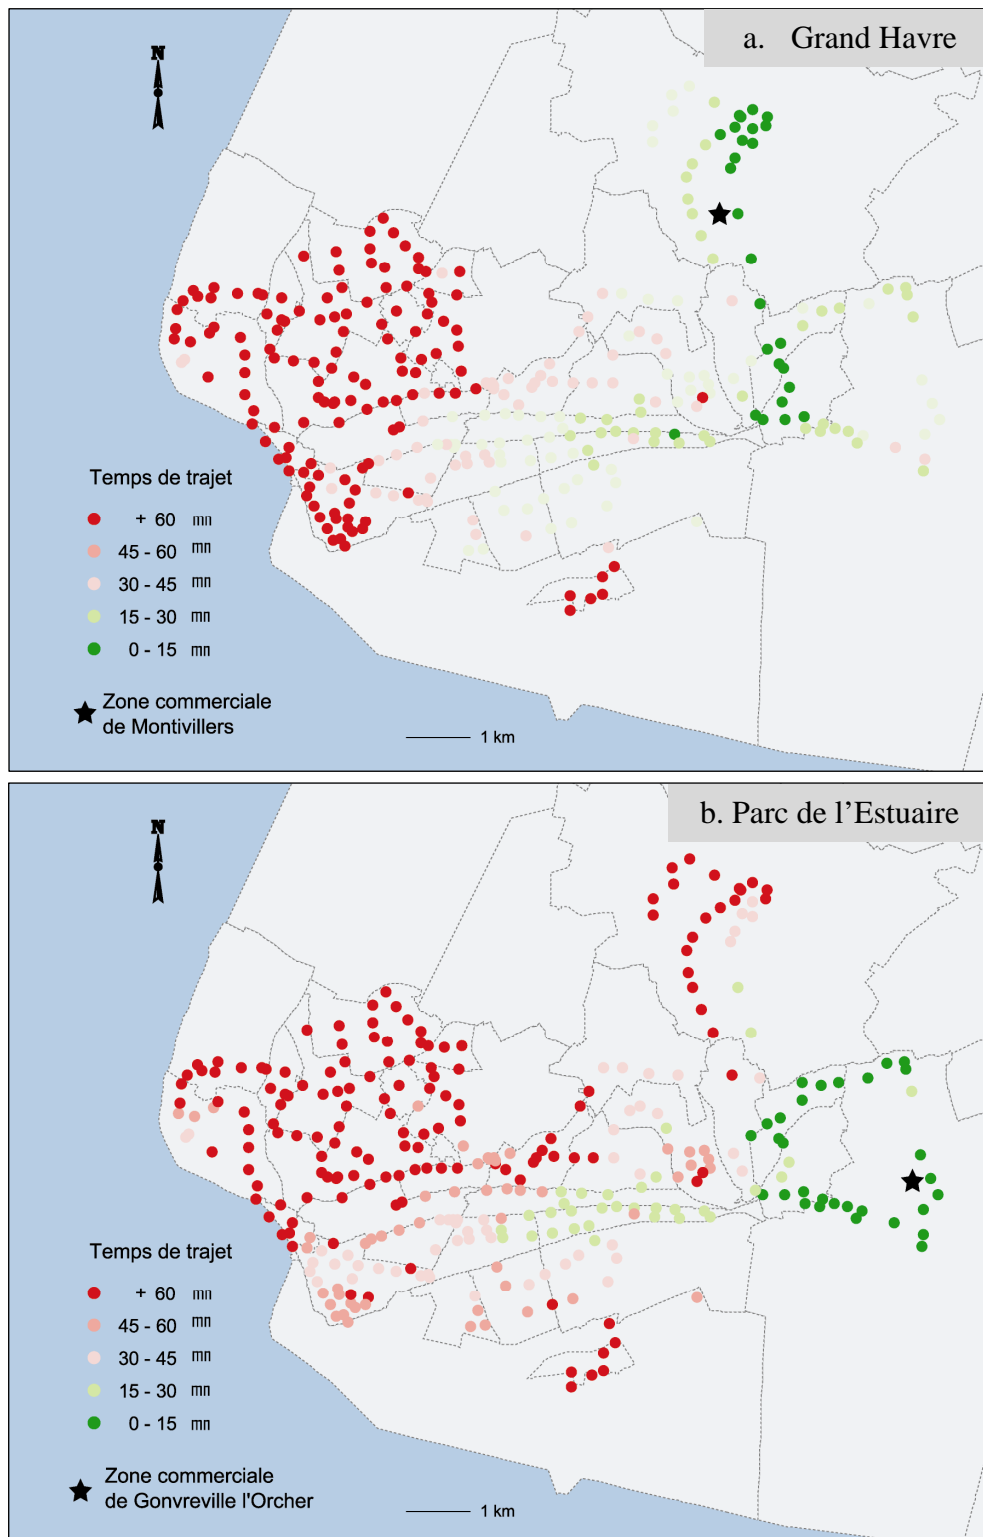 a. Grand Havre
N
Temps de trajet
+ 60 mn
45 - 60 mn
30 - 45 mn
15 - 30 mn
0 - 15 mn
Zone commerciale
de Montivillers
1 km
b. Parc de l'Estuaire
N
Temps de trajet
+ 60 mn
45 - 60 mn
30 - 45 mn
15 - 30 mn
0 - 15 mn
Zone commerciale
de Gonvreville l'Orcher
1 km